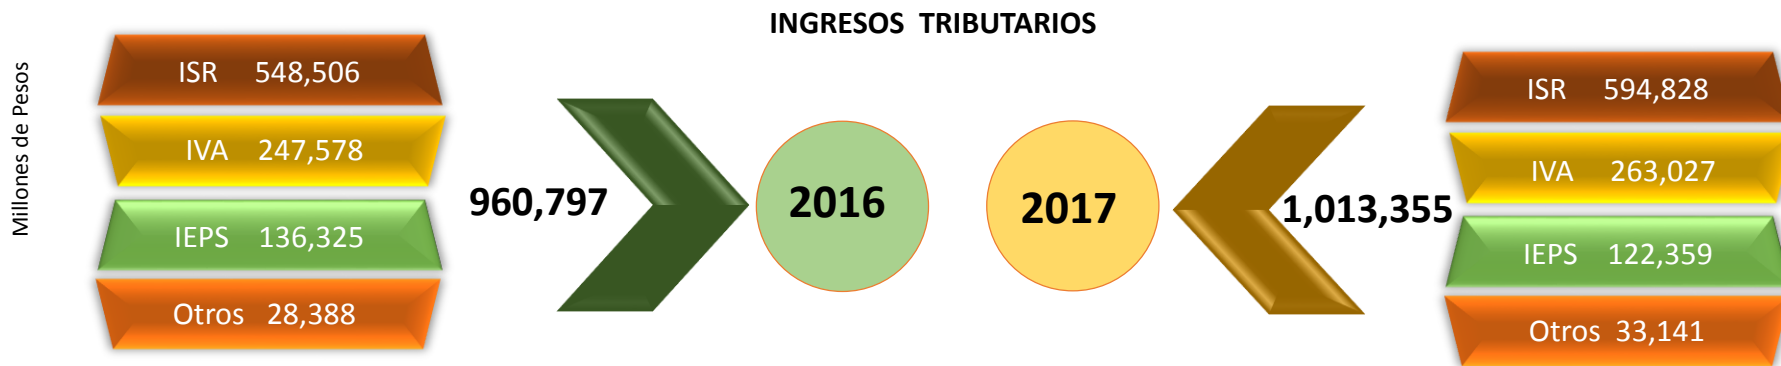 INGRESOS TRIBUTARIOS
Millones de Pesos
ISR 548,506
IVA 247,578
IEPS 136,325
Otros 28,388
960,797
2016
2017
1,013,355
ISR 594,828
IVA 263,027
IEPS 122,359
Otros 33,141